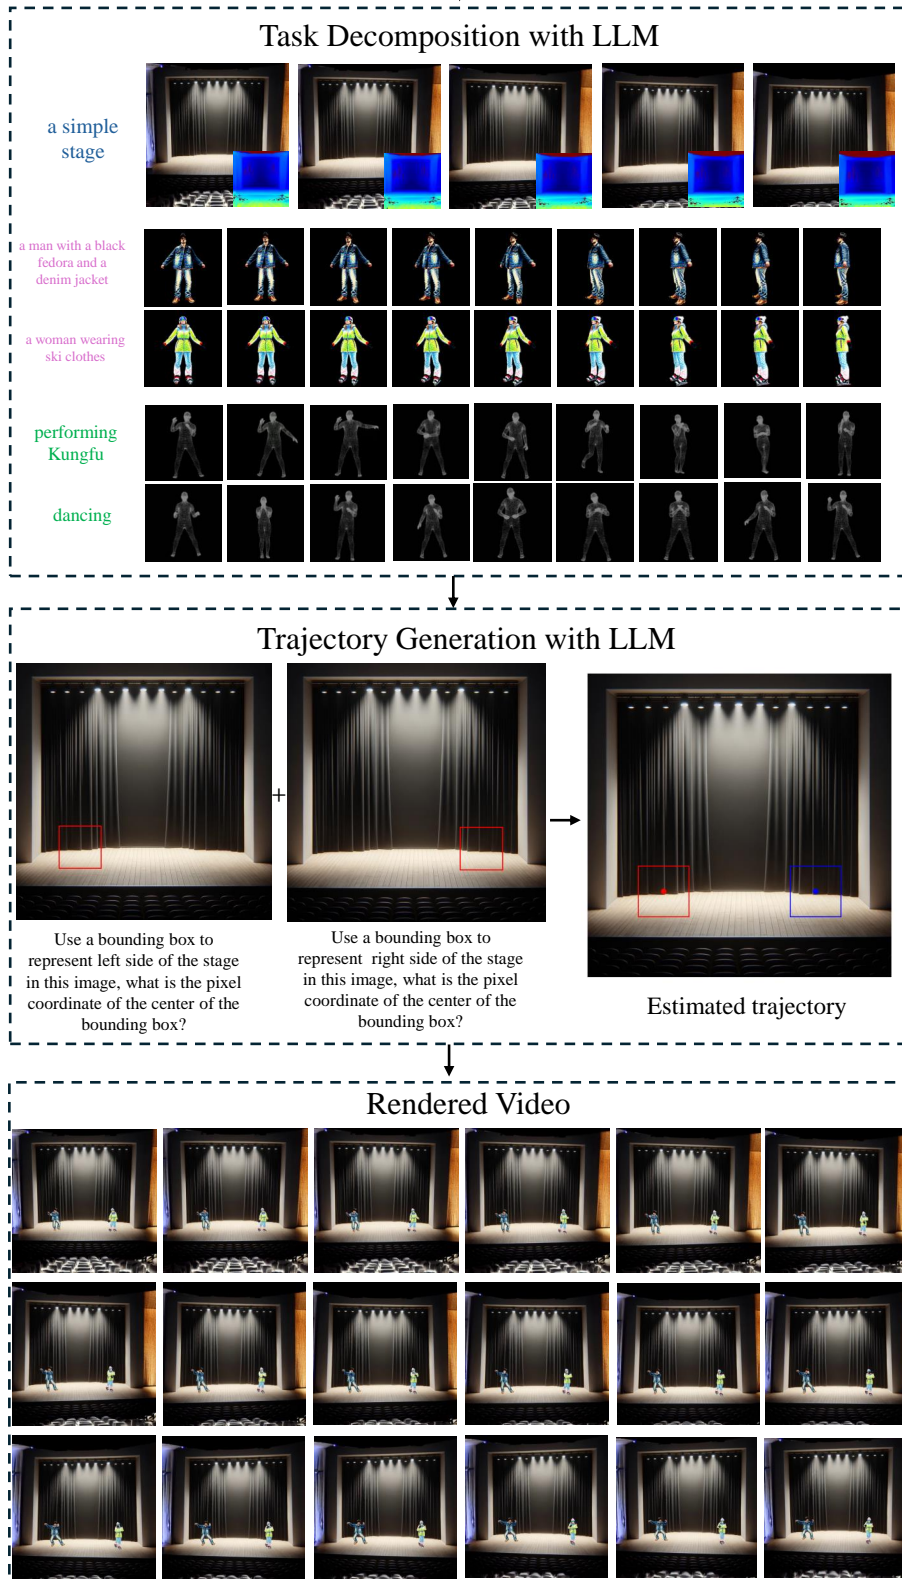 Task Decomposition with LLM
a simple
stage
a man with a black
fedora and a
denim jacket
a woman wearing
ski clothes
performing
Kungfu
dancing
Trajectory Generation with LLM
+
Use a bounding box to
represent left side of the stage
in this image, what is the pixel
coordinate of the center of the
bounding box?
Use a bounding box to
represent right side of the stage
in this image, what is the pixel
coordinate of the center of the
bounding box?
Estimated trajectory
Rendered Video